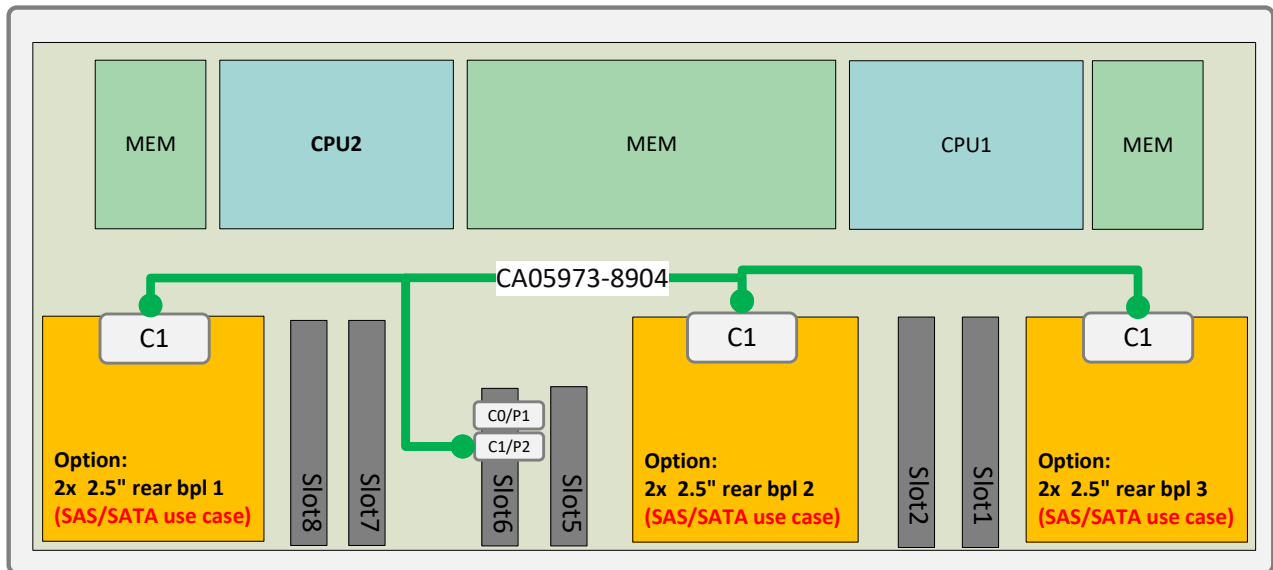 MEM
CPU2
MEM
CPU1
MEM
CA05973-8904
C1
C1
C1
C0/P1
C1/P2
Option:
2x 2.5" rear bpl 1
(SAS/SATA use case)
Slot8
Slot7
Slot6
Slot5
Option:
2x 2.5" rear bpl 2
(SAS/SATA use case)
Slot2
Slot1
Option:
2x 2.5" rear bpl 3
(SAS/SATA use case)